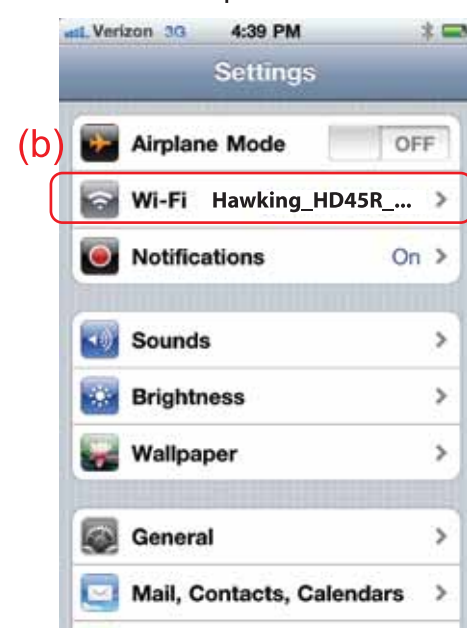 Verizon 3G 4:39 PM
Settings
(b) Airplane Mode OFF
Wi-Fi Hawking_HD45R_...
Notifications On
Sounds
Brightness
Wallpaper
General
Mail, Contacts, Calendars